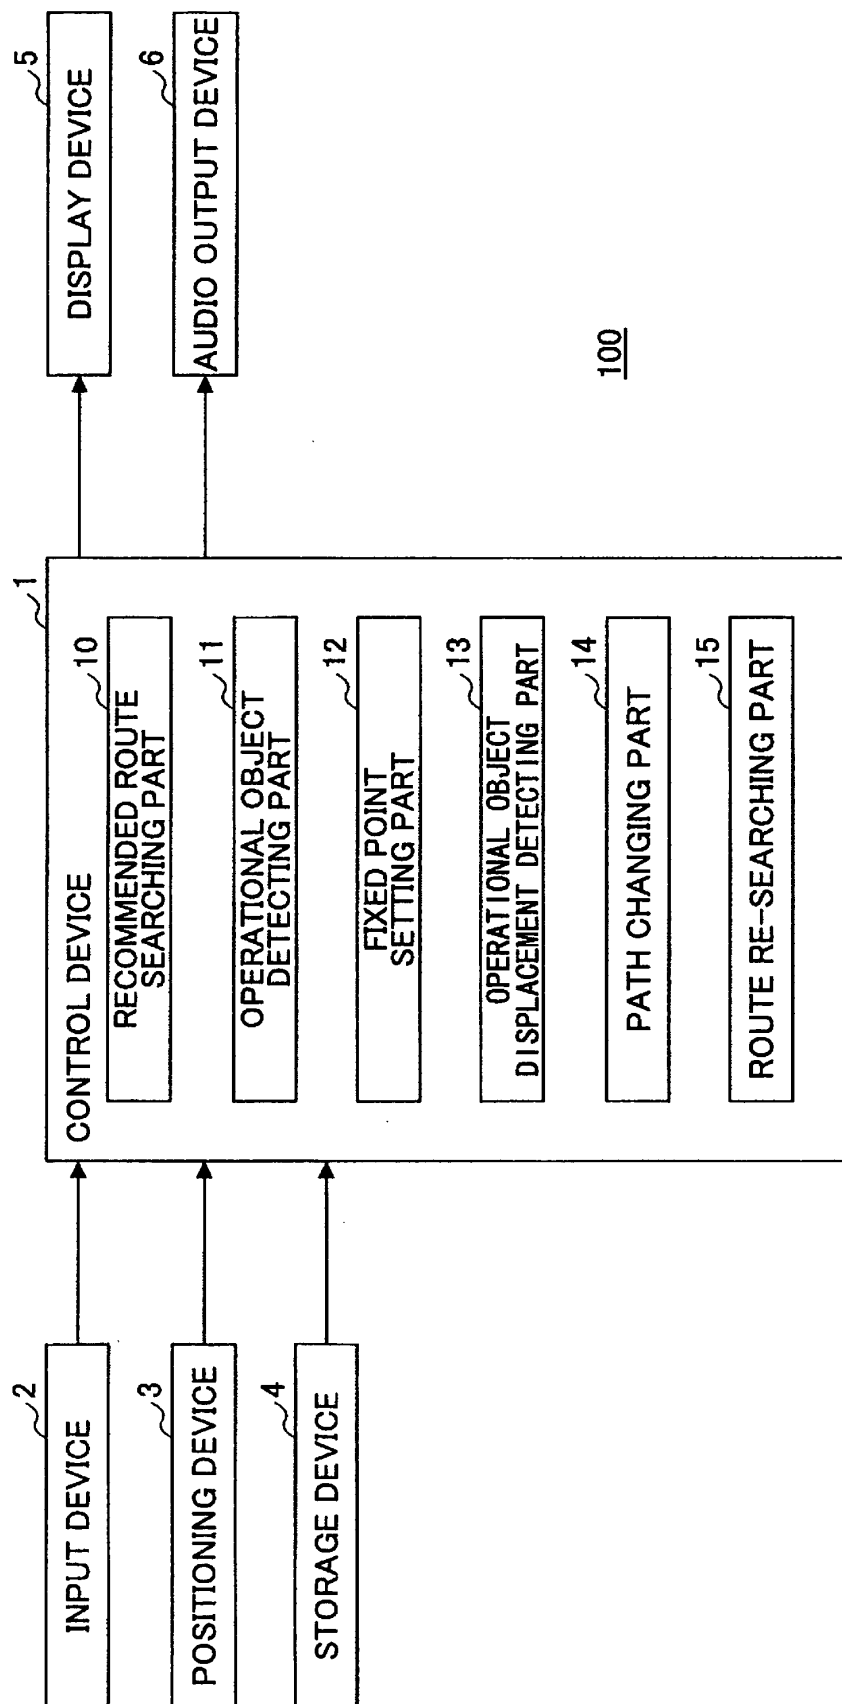 2
INPUT DEVICE
3
POSITIONING DEVICE
4
STORAGE DEVICE
1
CONTROL DEVICE
10
RECOMMENDED ROUTE
SEARCHING PART
11
OPERATIONAL OBJECT
DETECTING PART
12
FIXED POINT
SETTING PART
13
OPERATIONAL OBJECT
DISPLACEMENT DETECTING PART
14
PATH CHANGING PART
15
ROUTE RE-SEARCHING PART
5
DISPLAY DEVICE
6
AUDIO OUTPUT DEVICE
100